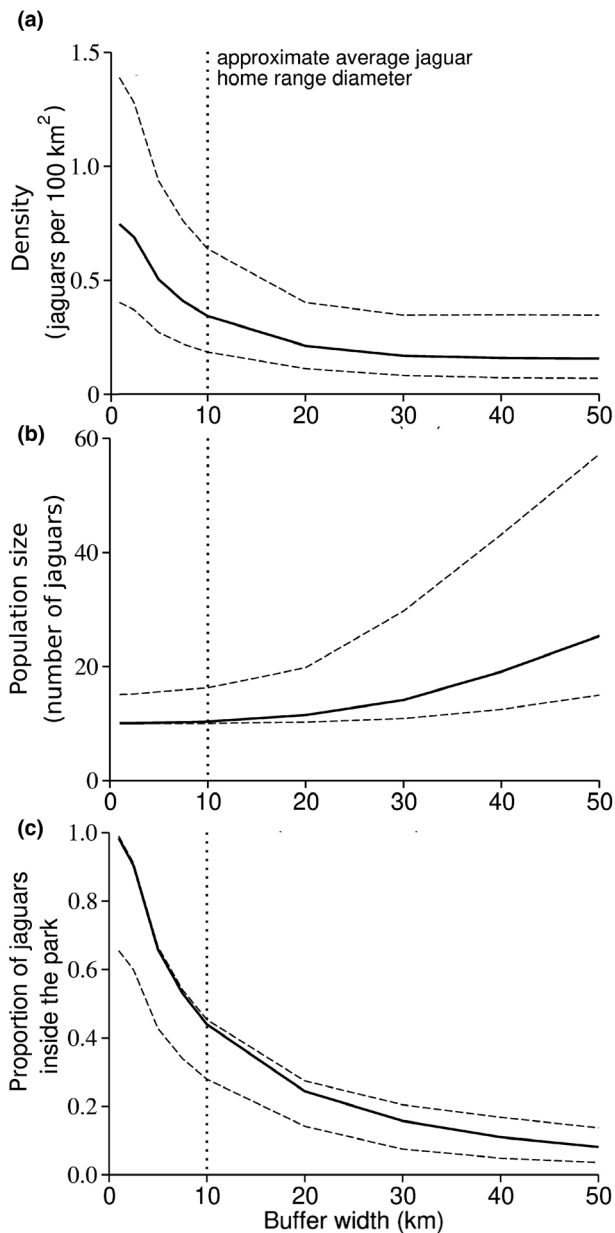 (a)
approximate average jaguar
home range diameter
Density
(jaguars per 100 km²)
1.5
1.0
0.5
0
0 10 20 30 40 50
(b)
Population size
(number of jaguars)
60
40
20
0
0 10 20 30 40 50
(c)
Proportion of jaguars
inside the park
1.0
0.8
0.6
0.4
0.2
0.0
0 10 20 30 40 50
Buffer width (km)